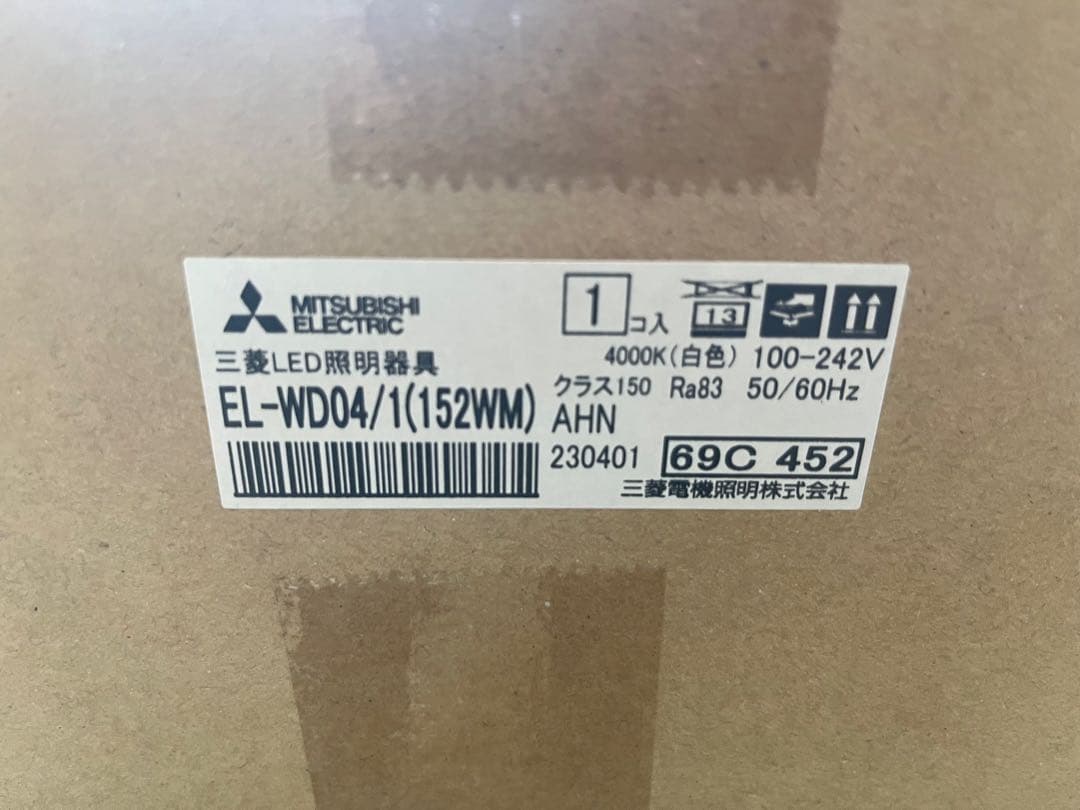 MITSUBISHI
ELECTRIC
1コ入
13
三菱LED照明器具
4000K(白色) 100-242V
クラス150 Ra83 50/60Hz
EL-WD04/1(152WM) AHN
230401 69C 452
三菱電機照明株式会社